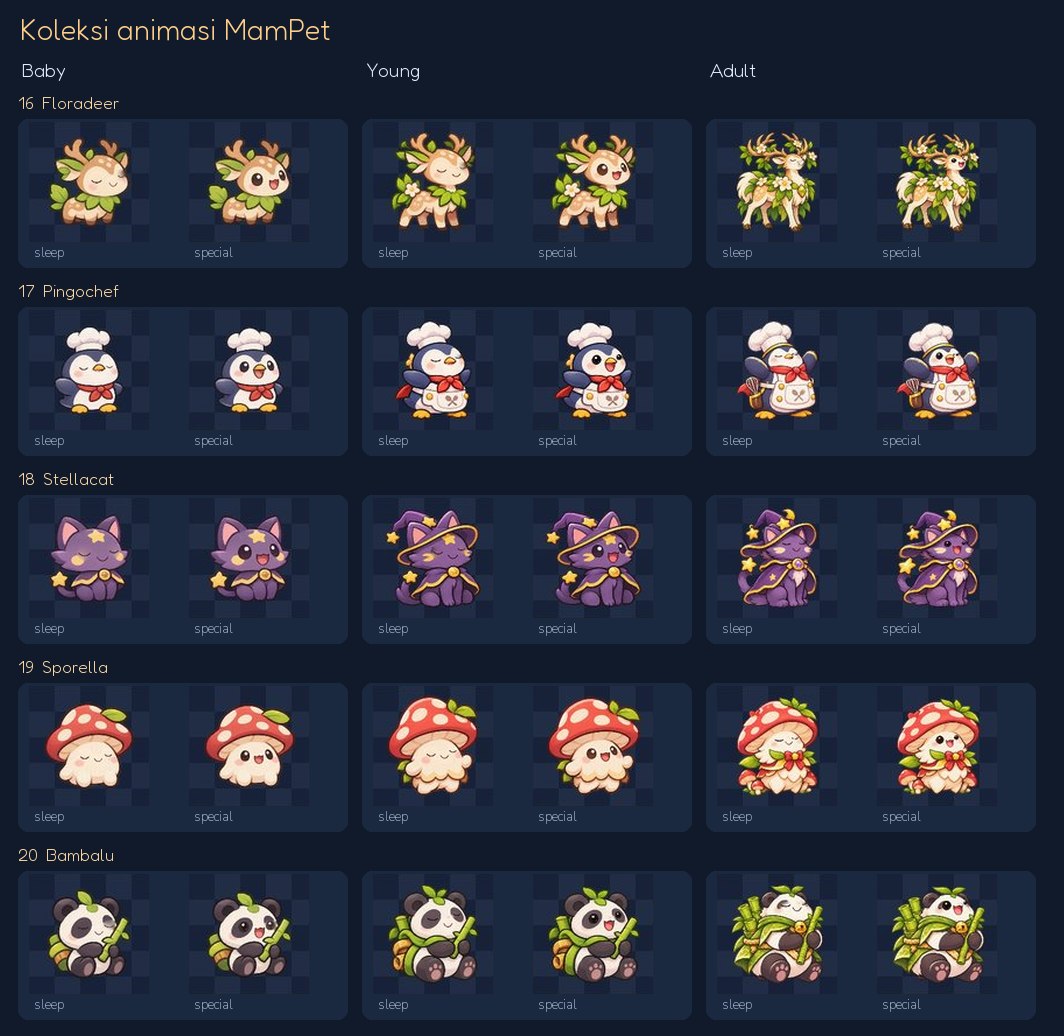 Koleksi animasi MamPet
Baby Young Adult
16 Floradeer
sleep special sleep special sleep special
17 Pingochef
sleep special sleep special sleep special
18 Stellacat
sleep special sleep special sleep special
19 Sporella
sleep special sleep special sleep special
20 Bambalu
sleep special sleep special sleep special